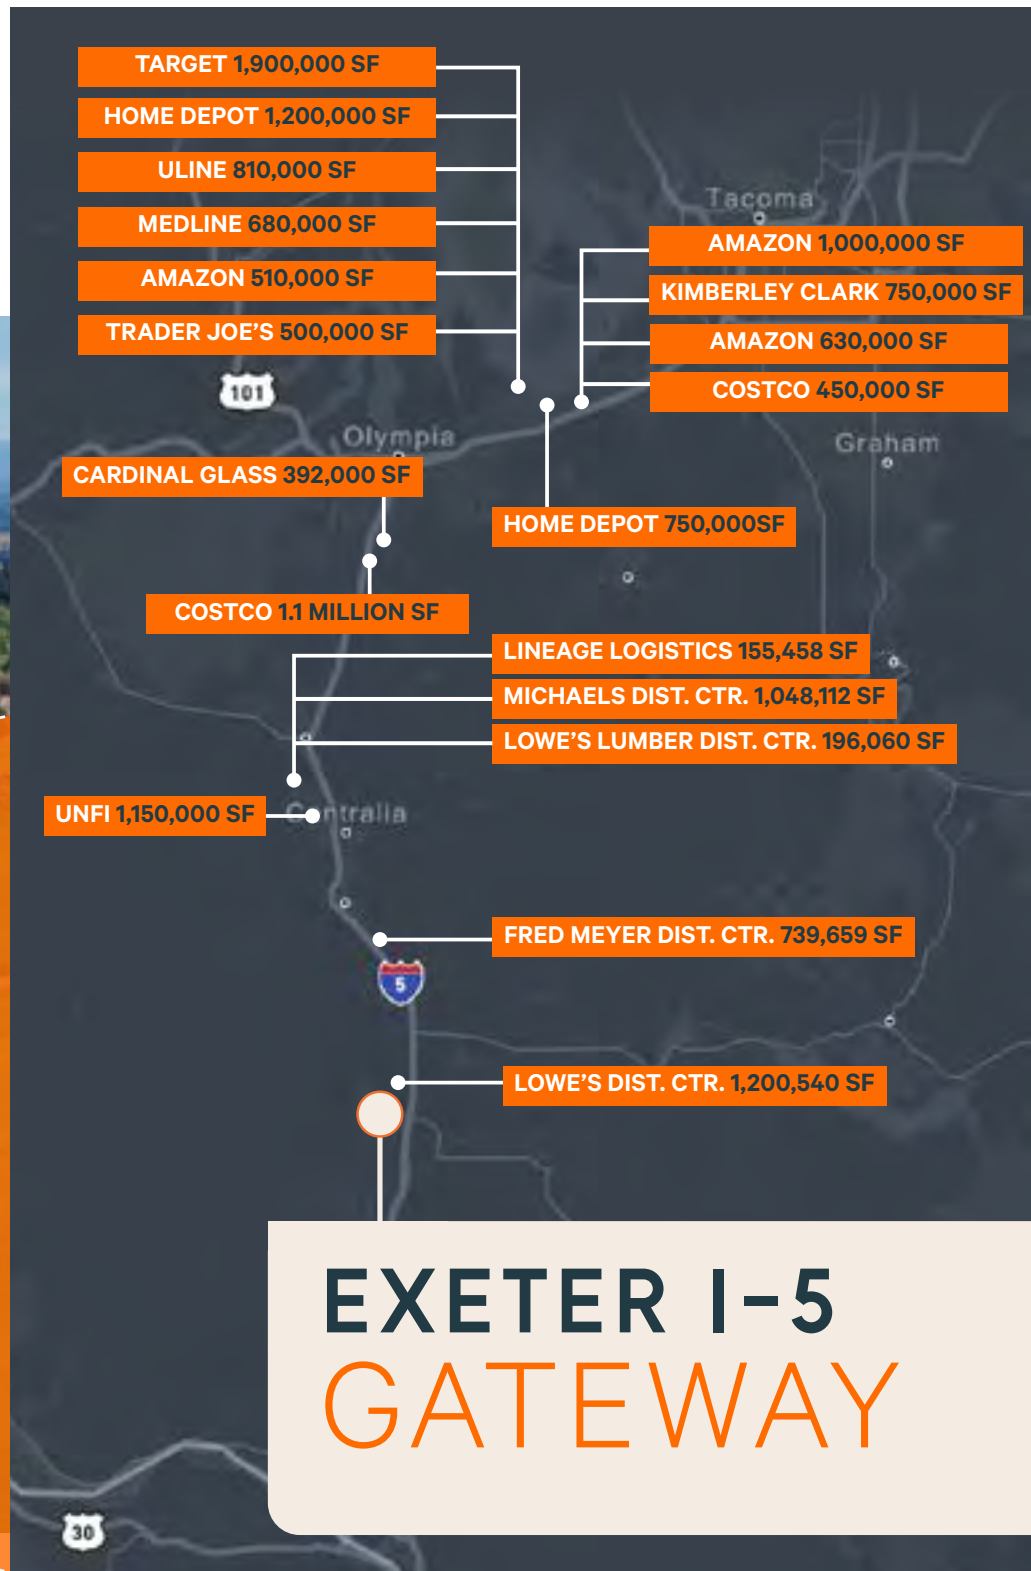 TARGET 1,900,000 SF
HOME DEPOT 1,200,000 SF
ULINE 810,000 SF
MEDLINE 680,000 SF
AMAZON 510,000 SF
TRADER JOE'S 500,000 SF
Tacoma
AMAZON 1,000,000 SF
KIMBERLEY CLARK 750,000 SF
AMAZON 630,000 SF
COSTCO 450,000 SF
101
Olympia
Graham
CARDINAL GLASS 392,000 SF
HOME DEPOT 750,000SF
COSTCO 1.1 MILLION SF
LINEAGE LOGISTICS 155,458 SF
MICHAELS DIST. CTR. 1,048,112 SF
LOWE'S LUMBER DIST. CTR. 196,060 SF
UNFI 1,150,000 SF
Centralia
FRED MEYER DIST. CTR. 739,659 SF
5
LOWE'S DIST. CTR. 1,200,540 SF
EXETER I-5
GATEWAY
30